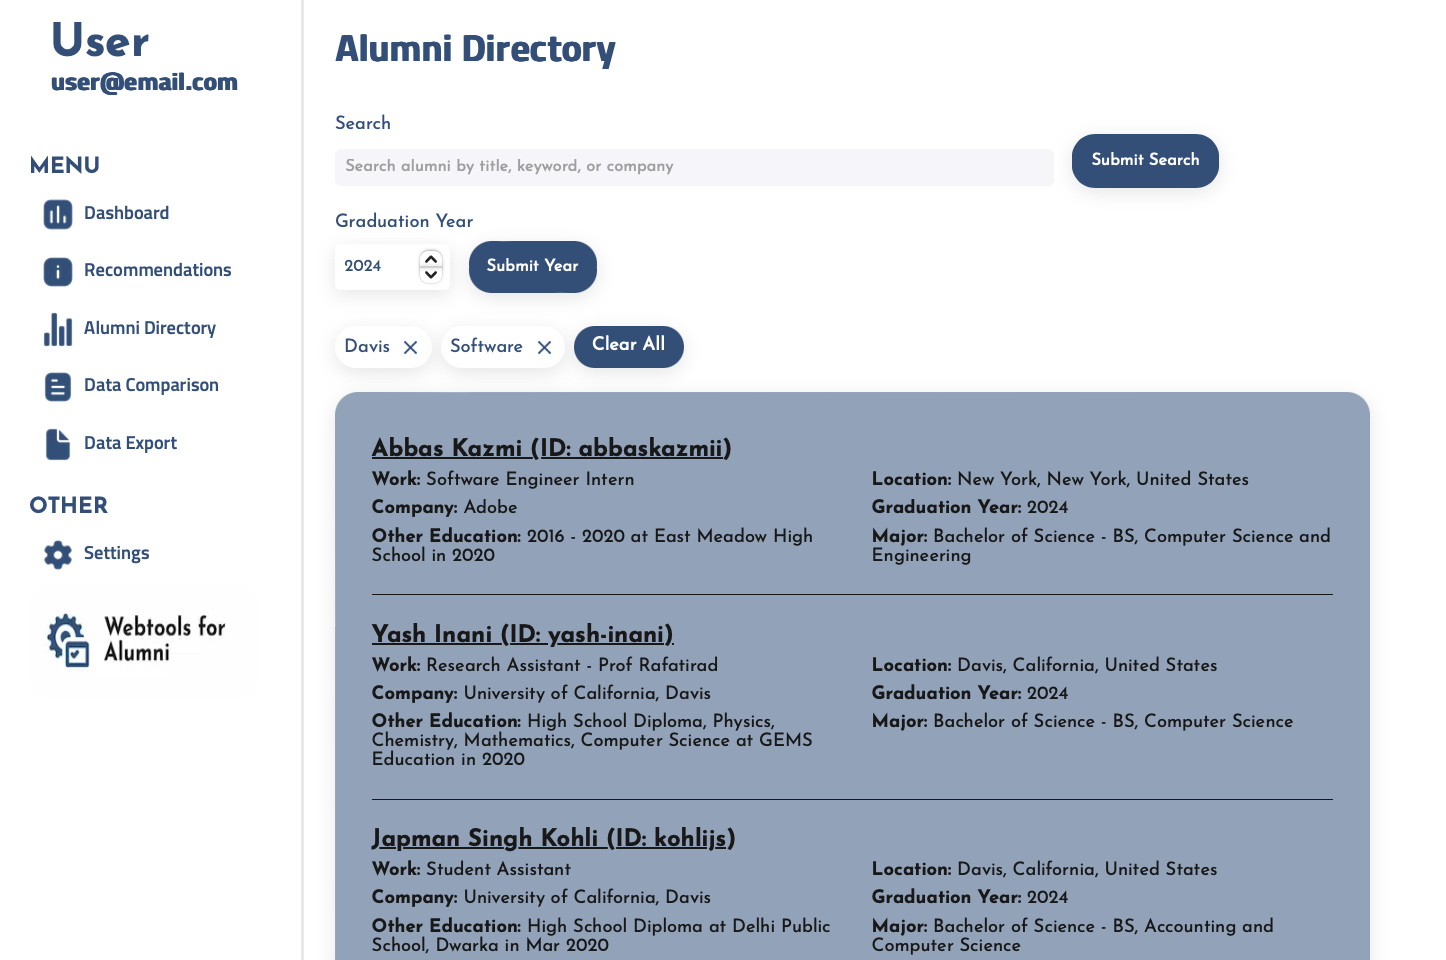 User
user@email.com
MENU
Dashboard
Recommendations
Alumni Directory
Data Comparison
Data Export
OTHER
Settings
Webtools for
Alumni
Alumni Directory
Search
Search alumni by title, keyword, or company
Submit Search
Graduation Year
2024
Submit Year
Davis
Software
Clear All
Abbas Kazmi (ID: abbaskazmii)
Work: Software Engineer Intern
Company: Adobe
Other Education: 2016 - 2020 at East Meadow High
School in 2020
Location: New York, New York, United States
Graduation Year: 2024
Major: Bachelor of Science - BS, Computer Science and
Engineering
Yash Inani (ID: yash-inani)
Work: Research Assistant - Prof Rafatirad
Company: University of California, Davis
Other Education: High School Diploma, Physics,
Chemistry, Mathematics, Computer Science at GEMS
Education in 2020
Location: Davis, California, United States
Graduation Year: 2024
Major: Bachelor of Science - BS, Computer Science
Japman Singh Kohli (ID: kohlijs)
Work: Student Assistant
Company: University of California, Davis
Other Education: High School Diploma at Delhi Public
School, Dwarka in Mar 2020
Location: Davis, California, United States
Graduation Year: 2024
Major: Bachelor of Science - BS, Accounting and
Computer Science